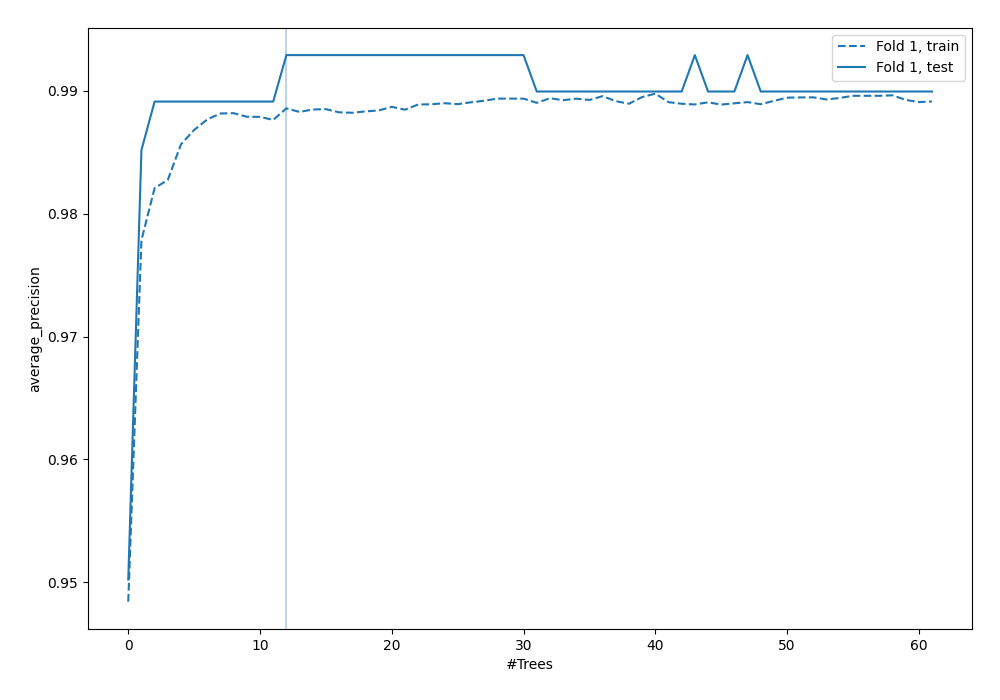 Fold 1, train
Fold 1, test
average_precision
0.99
0.98
0.97
0.96
0.95
0 10 20 30 40 50 60
#Trees